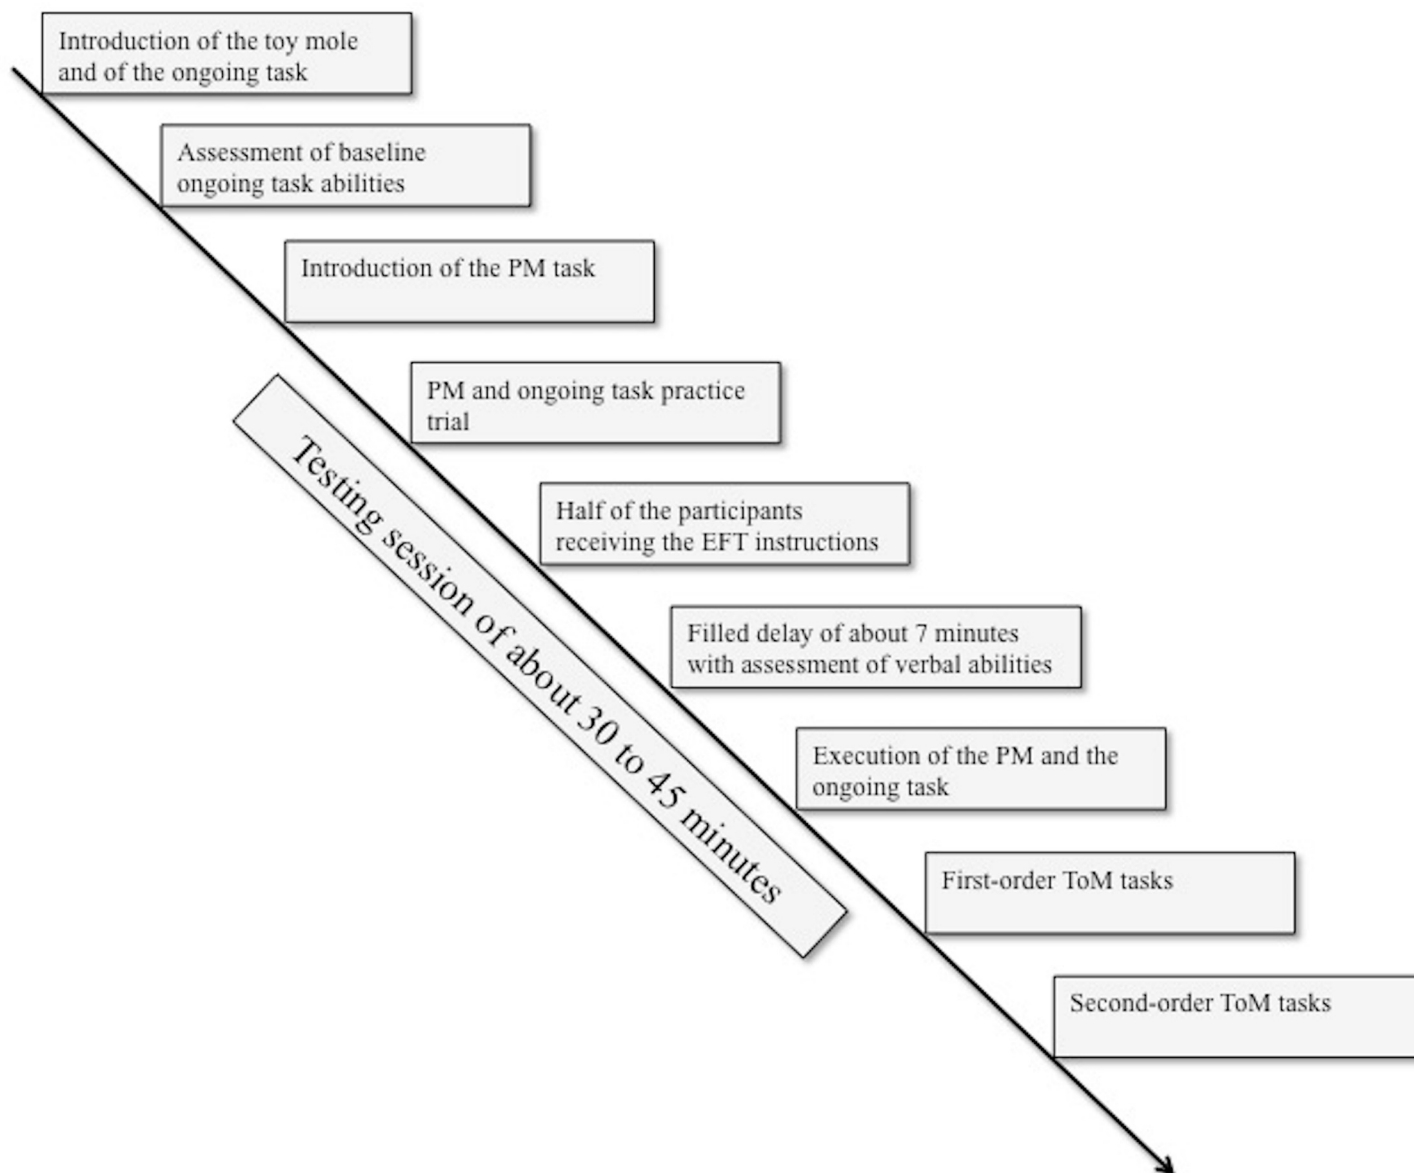 Introduction of the toy mole
and of the ongoing task
Assessment of baseline
ongoing task abilities
Introduction of the PM task
PM and ongoing task practice
trial
Half of the participants
receiving the EFT instructions
Filled delay of about 7 minutes
with assessment of verbal abilities
Execution of the PM and the
ongoing task
First-order ToM tasks
Second-order ToM tasks
Testing session of about 30 to 45 minutes